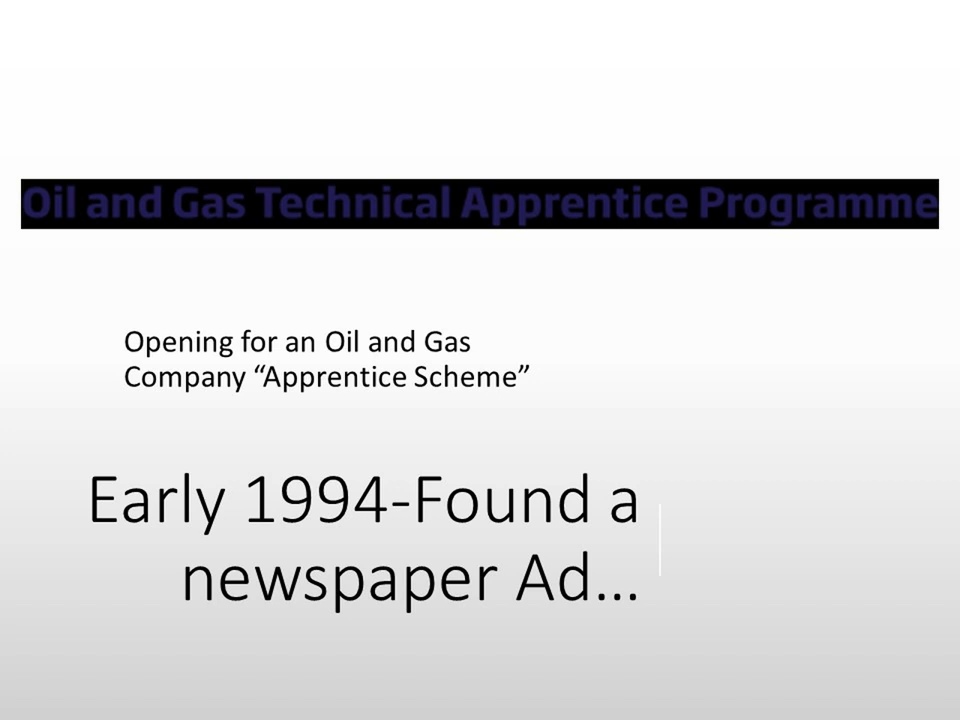 Oil and Gas Technical Apprentice Programme
Opening for an Oil and Gas
Company “Apprentice Scheme”
Early 1994-Found a
newspaper Ad…